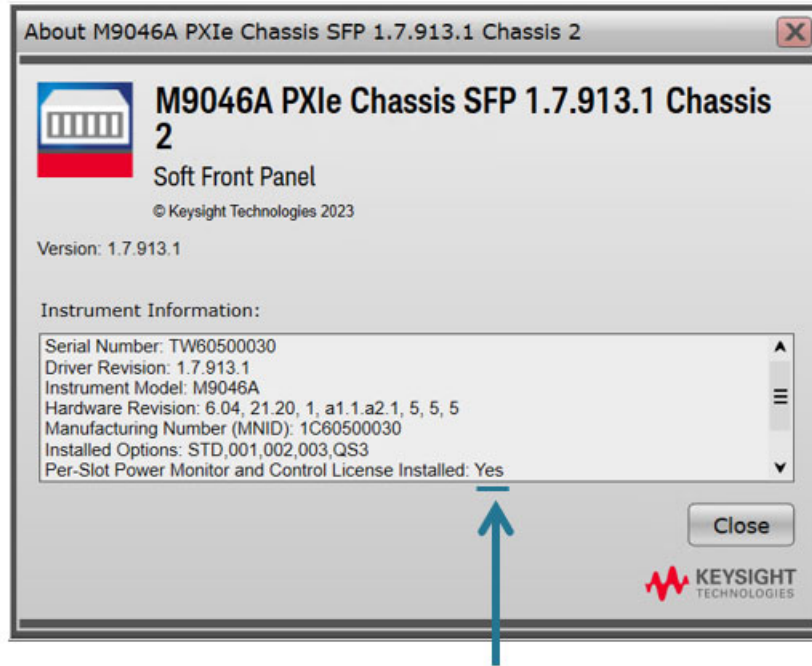 About M9046A PXIe Chassis SFP 1.7.913.1 Chassis 2
M9046A PXIe Chassis SFP 1.7.913.1 Chassis
2
Soft Front Panel
© Keysight Technologies 2023
Version: 1.7.913.1
Instrument Information:
Serial Number: TW60500030
Driver Revision: 1.7.913.1
Instrument Model: M9046A
Hardware Revision: 6.04, 21.20, 1, a1.1.a2.1, 5, 5, 5
Manufacturing Number (MNID): 1C60500030
Installed Options: STD,001,002,003,QS3
Per-Slot Power Monitor and Control License Installed: Yes
Close
KEYSIGHT
TECHNOLOGIES